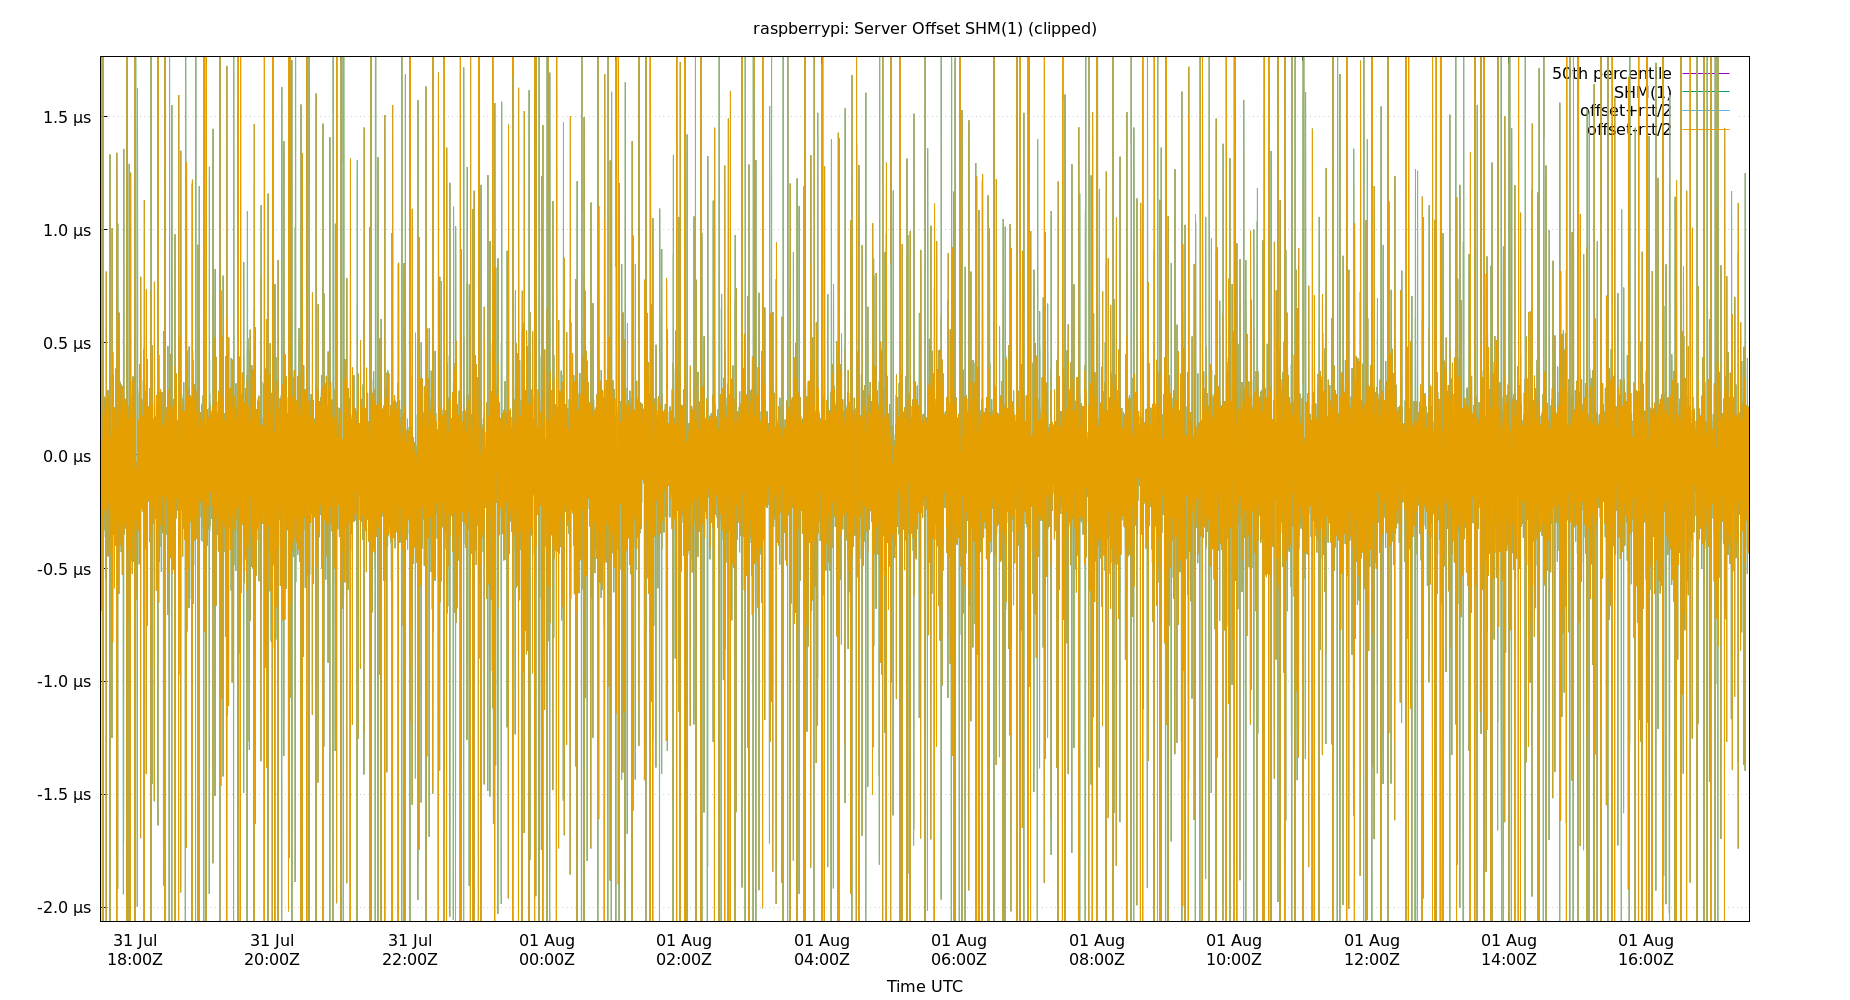 raspberrypi: Server Offset SHM(1) (clipped)
50th percentile
SHM(1)
offset+rtt/2
offset-rtt/2
1.5 µs
1.0 µs
0.5 µs
0.0 µs
-0.5 µs
-1.0 µs
-1.5 µs
-2.0 µs
31 Jul 31 Jul 31 Jul 01 Aug 01 Aug 01 Aug 01 Aug 01 Aug 01 Aug 01 Aug 01 Aug 01 Aug
18:00Z 20:00Z 22:00Z 00:00Z 02:00Z 04:00Z 06:00Z 08:00Z 10:00Z 12:00Z 14:00Z 16:00Z
Time UTC